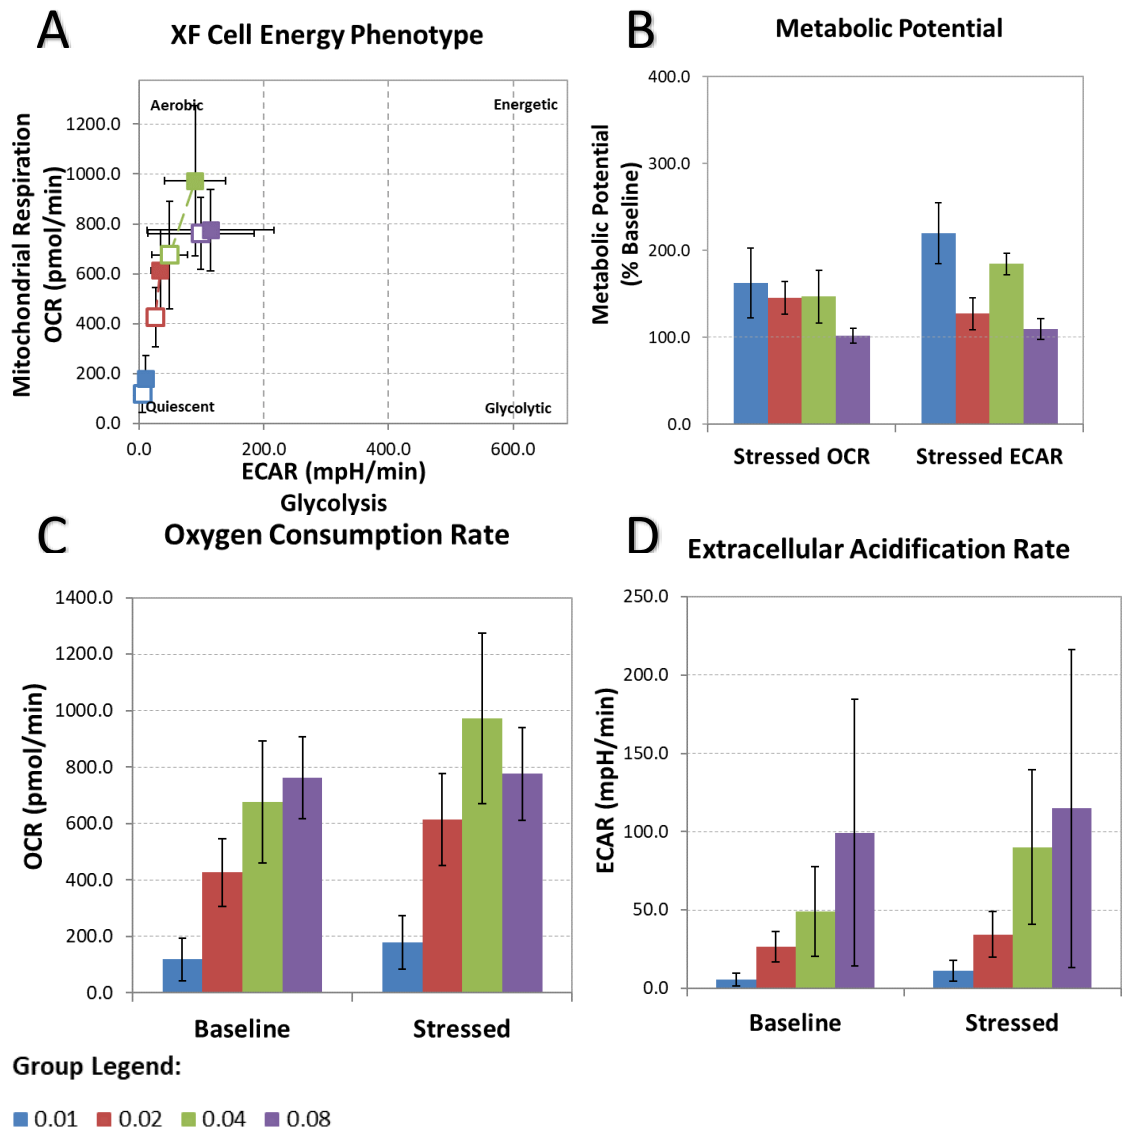 A
XF Cell Energy Phenotype
Mitochondrial Respiration
OCR (pmol/min)
1200.0
1000.0
800.0
600.0
400.0
200.0
0.0
Aerobic
Energetic
Quiescent
Glycolytic
0.0 200.0 400.0 600.0
ECAR (mpH/min)
Glycolysis
B
Metabolic Potential
Metabolic Potential
(% Baseline)
400.0
300.0
200.0
100.0
0.0
Stressed OCR
Stressed ECAR
C
Oxygen Consumption Rate
OCR (pmol/min)
1400.0
1200.0
1000.0
800.0
600.0
400.0
200.0
0.0
Baseline
Stressed
D
Extracellular Acidification Rate
ECAR (mpH/min)
250.0
200.0
150.0
100.0
50.0
0.0
Baseline
Stressed
Group Legend:
0.01 0.02 0.04 0.08